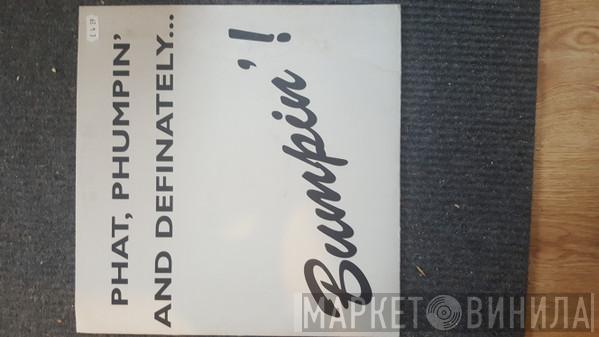 PHAT, PHUMPIN'
AND DEFINATELY...
Bumpin'!
МАРКЕТ ВИНИЛА